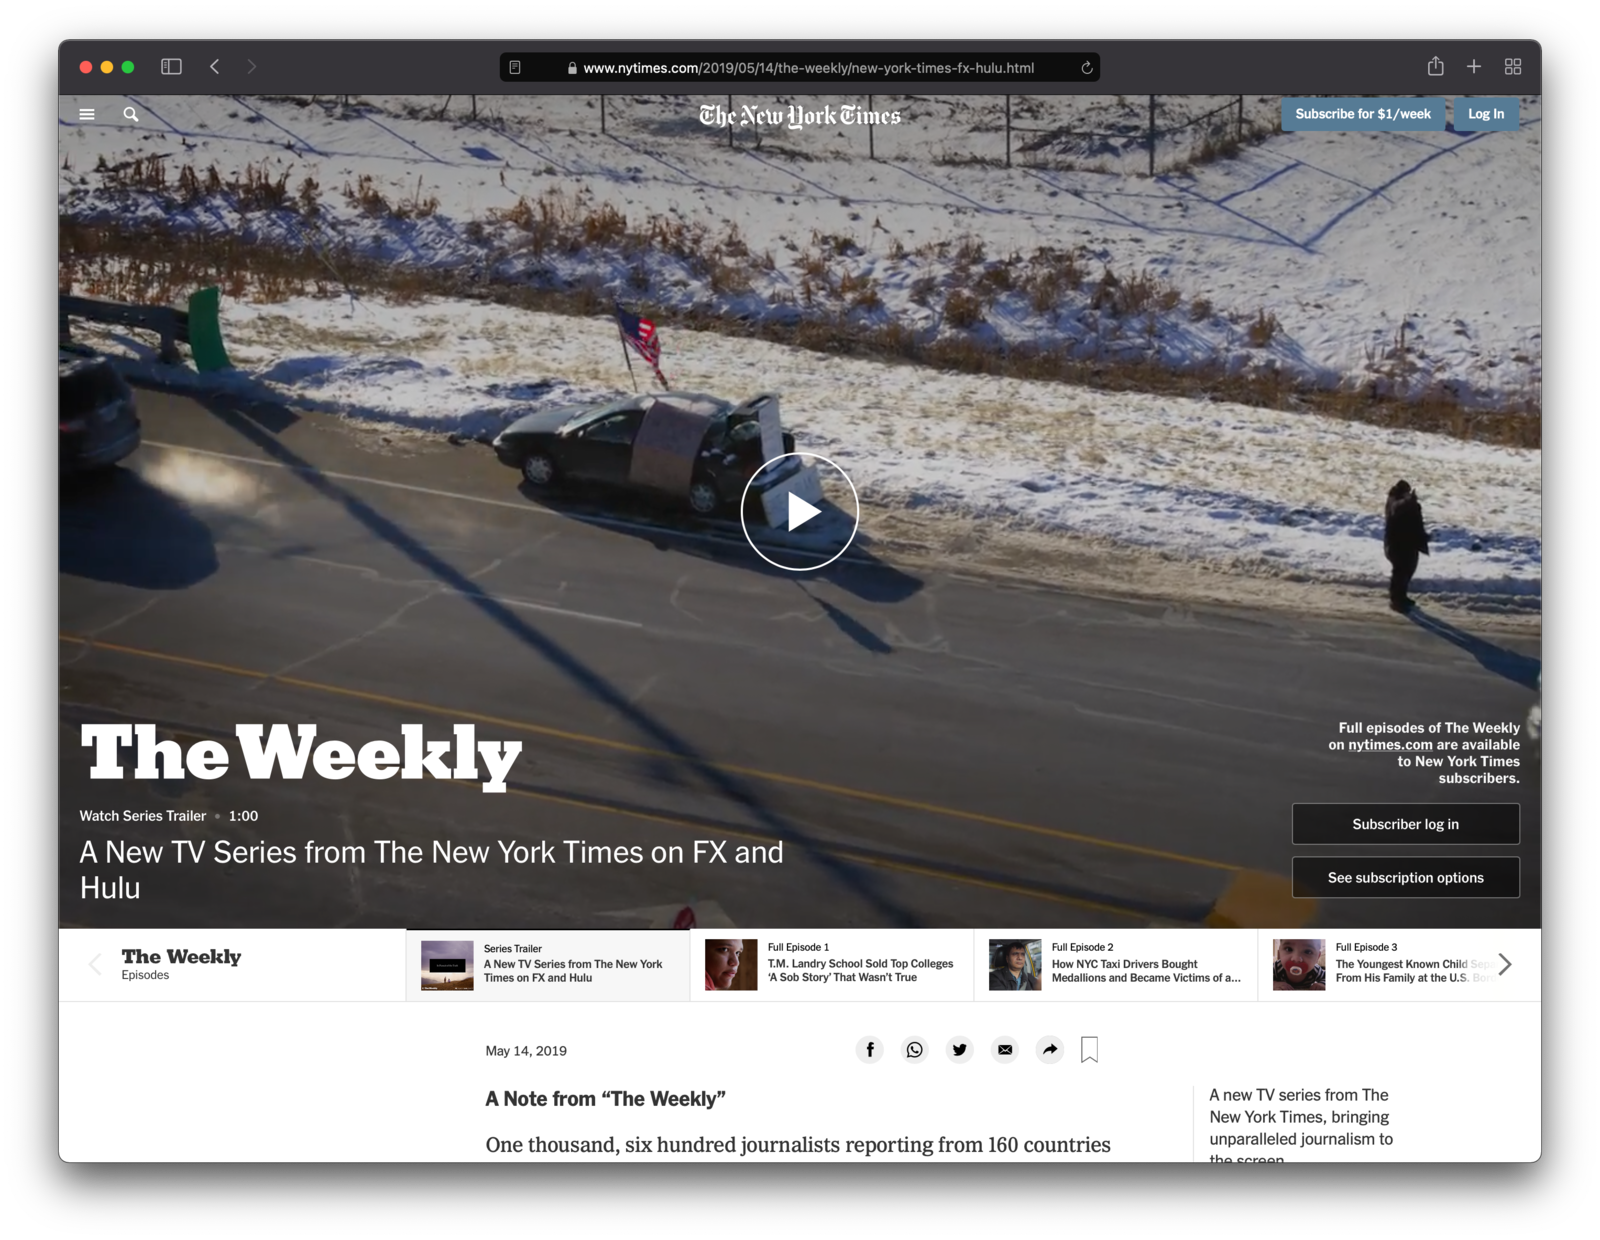 www.nytimes.com/2019/05/14/the-weekly/new-york-times-fx-hulu.html
The New York Times
Subscribe for $1/week
Log In
The Weekly
Watch Series Trailer • 1:00
A New TV Series from The New York Times on FX and
Hulu
Full episodes of The Weekly
on nytimes.com are available
to New York Times
subscribers.
Subscriber log in
See subscription options
The Weekly
Episodes
Series Trailer
A New TV Series from The New York
Times on FX and Hulu
Full Episode 1
T.M. Landry School Sold Top Colleges
‘A Sob Story’ That Wasn’t True
Full Episode 2
How NYC Taxi Drivers Bought
Medallions and Became Victims of a...
Full Episode 3
The Youngest Known Child
From His Family at the U.S.
May 14, 2019
A Note from “The Weekly”
One thousand, six hundred journalists reporting from 160 countries
A new TV series from The
New York Times, bringing
unparalleled journalism to
the screen